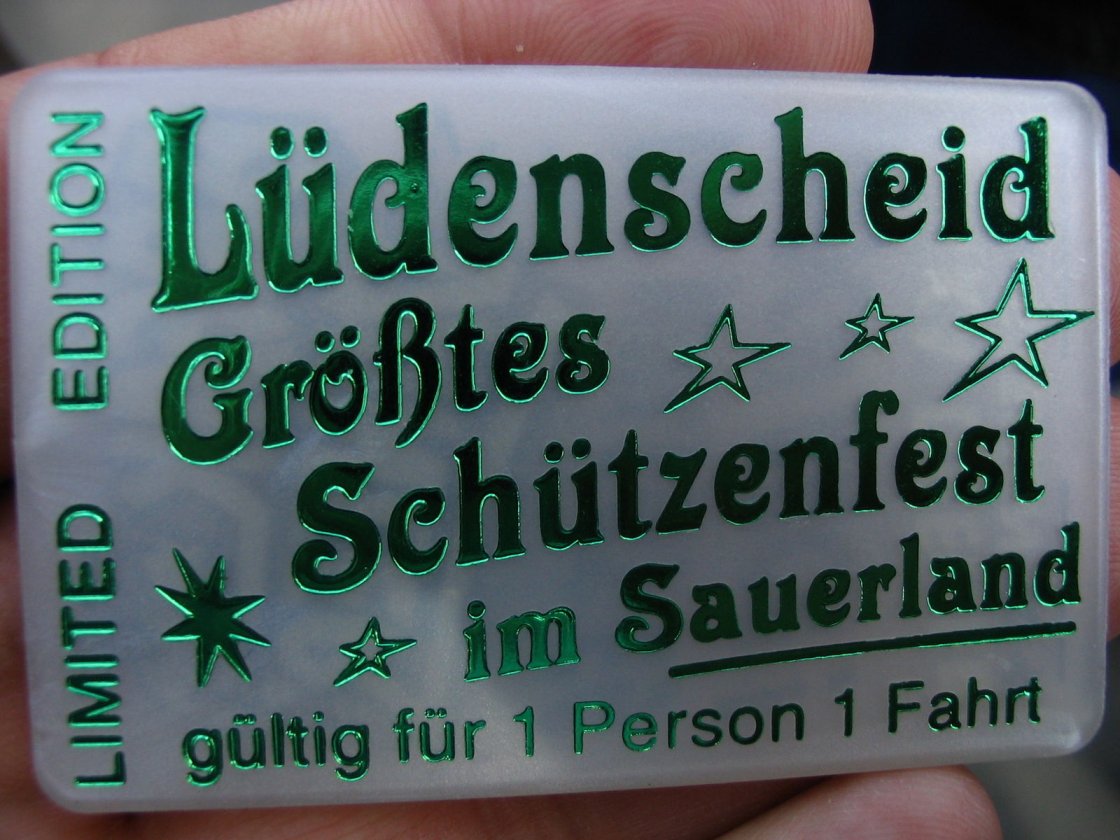 LIMITED EDITION
Lüdenscheid
Größtes
Schützenfest
im Sauerland
gültig für 1 Person 1 Fahrt